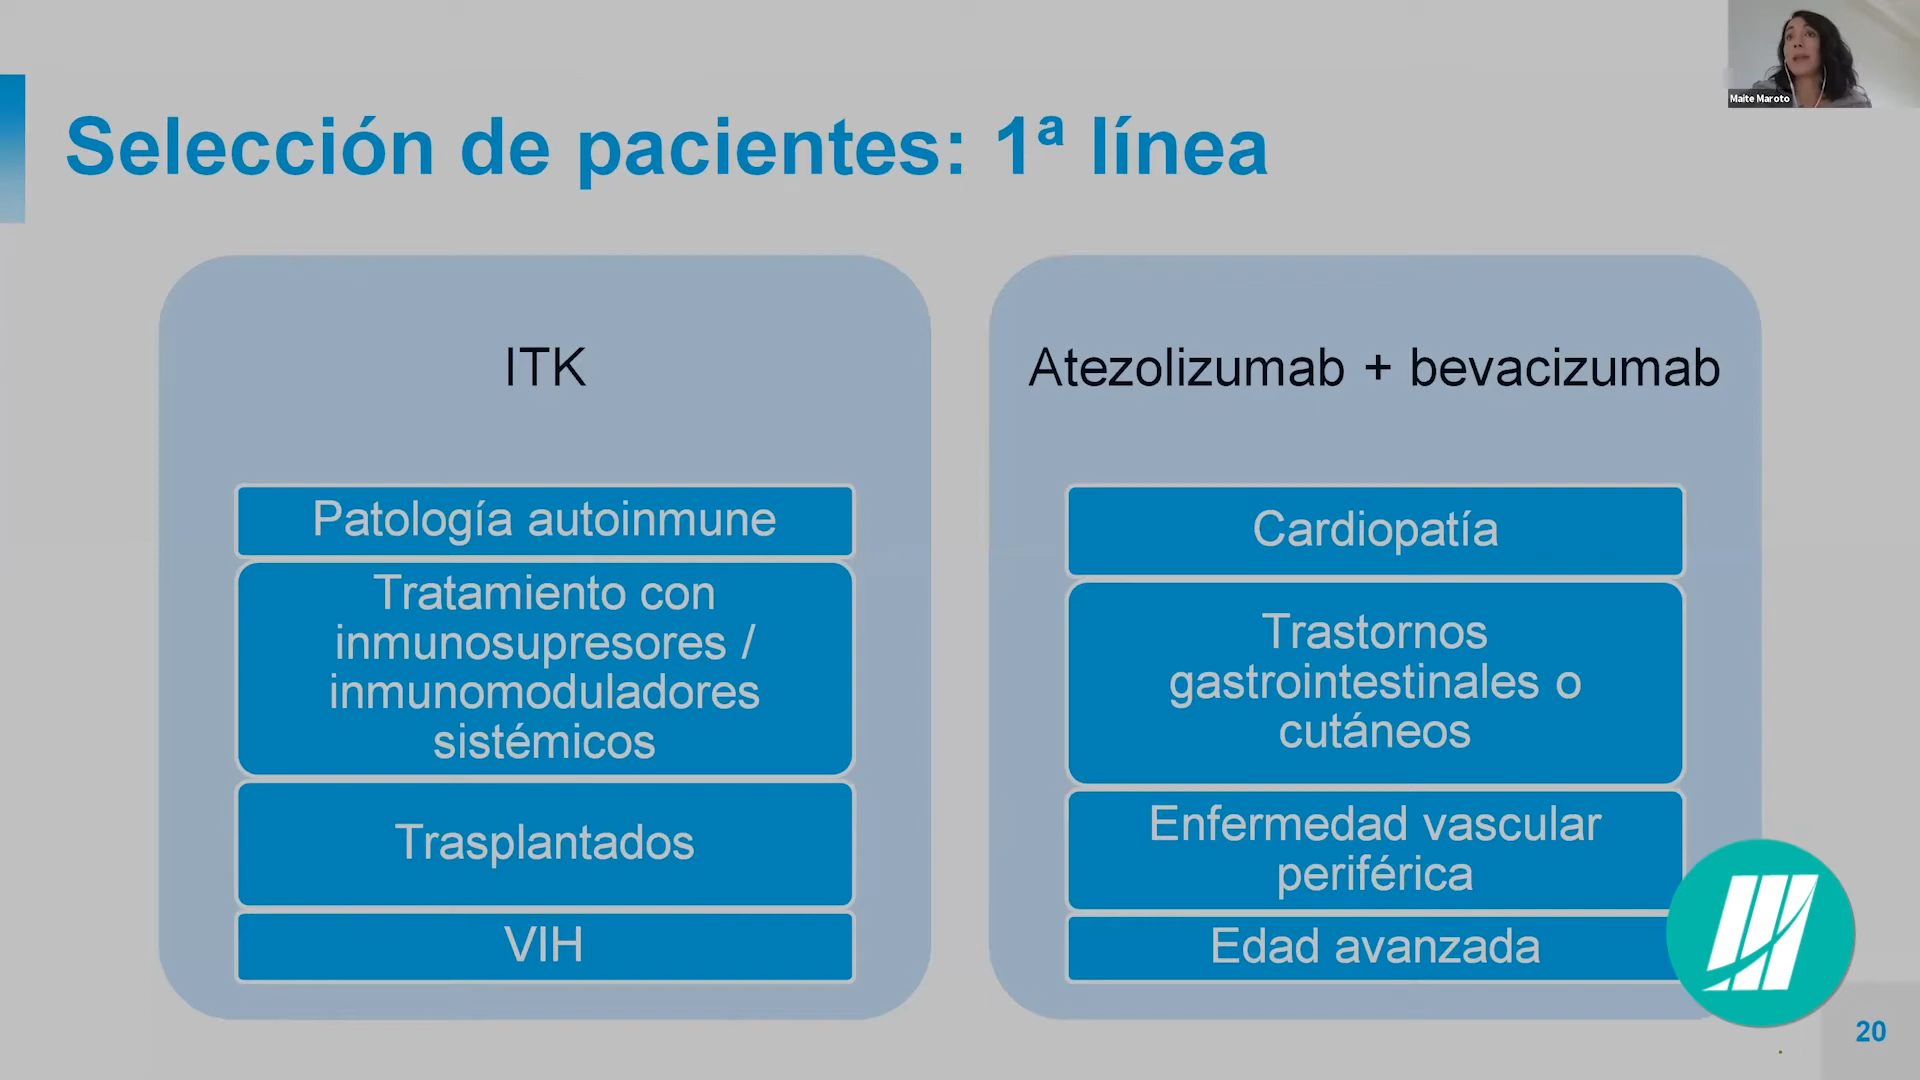 Maite Maroto
Selección de pacientes: 1ª línea
ITK
Patología autoinmune
Tratamiento con
inmunosupresores /
inmunomoduladores
sistémicos
Trasplantados
VIH
Atezolizumab + bevacizumab
Cardiopatía
Trastornos
gastrointestinales o
cutáneos
Enfermedad vascular
periférica
Edad avanzada
20